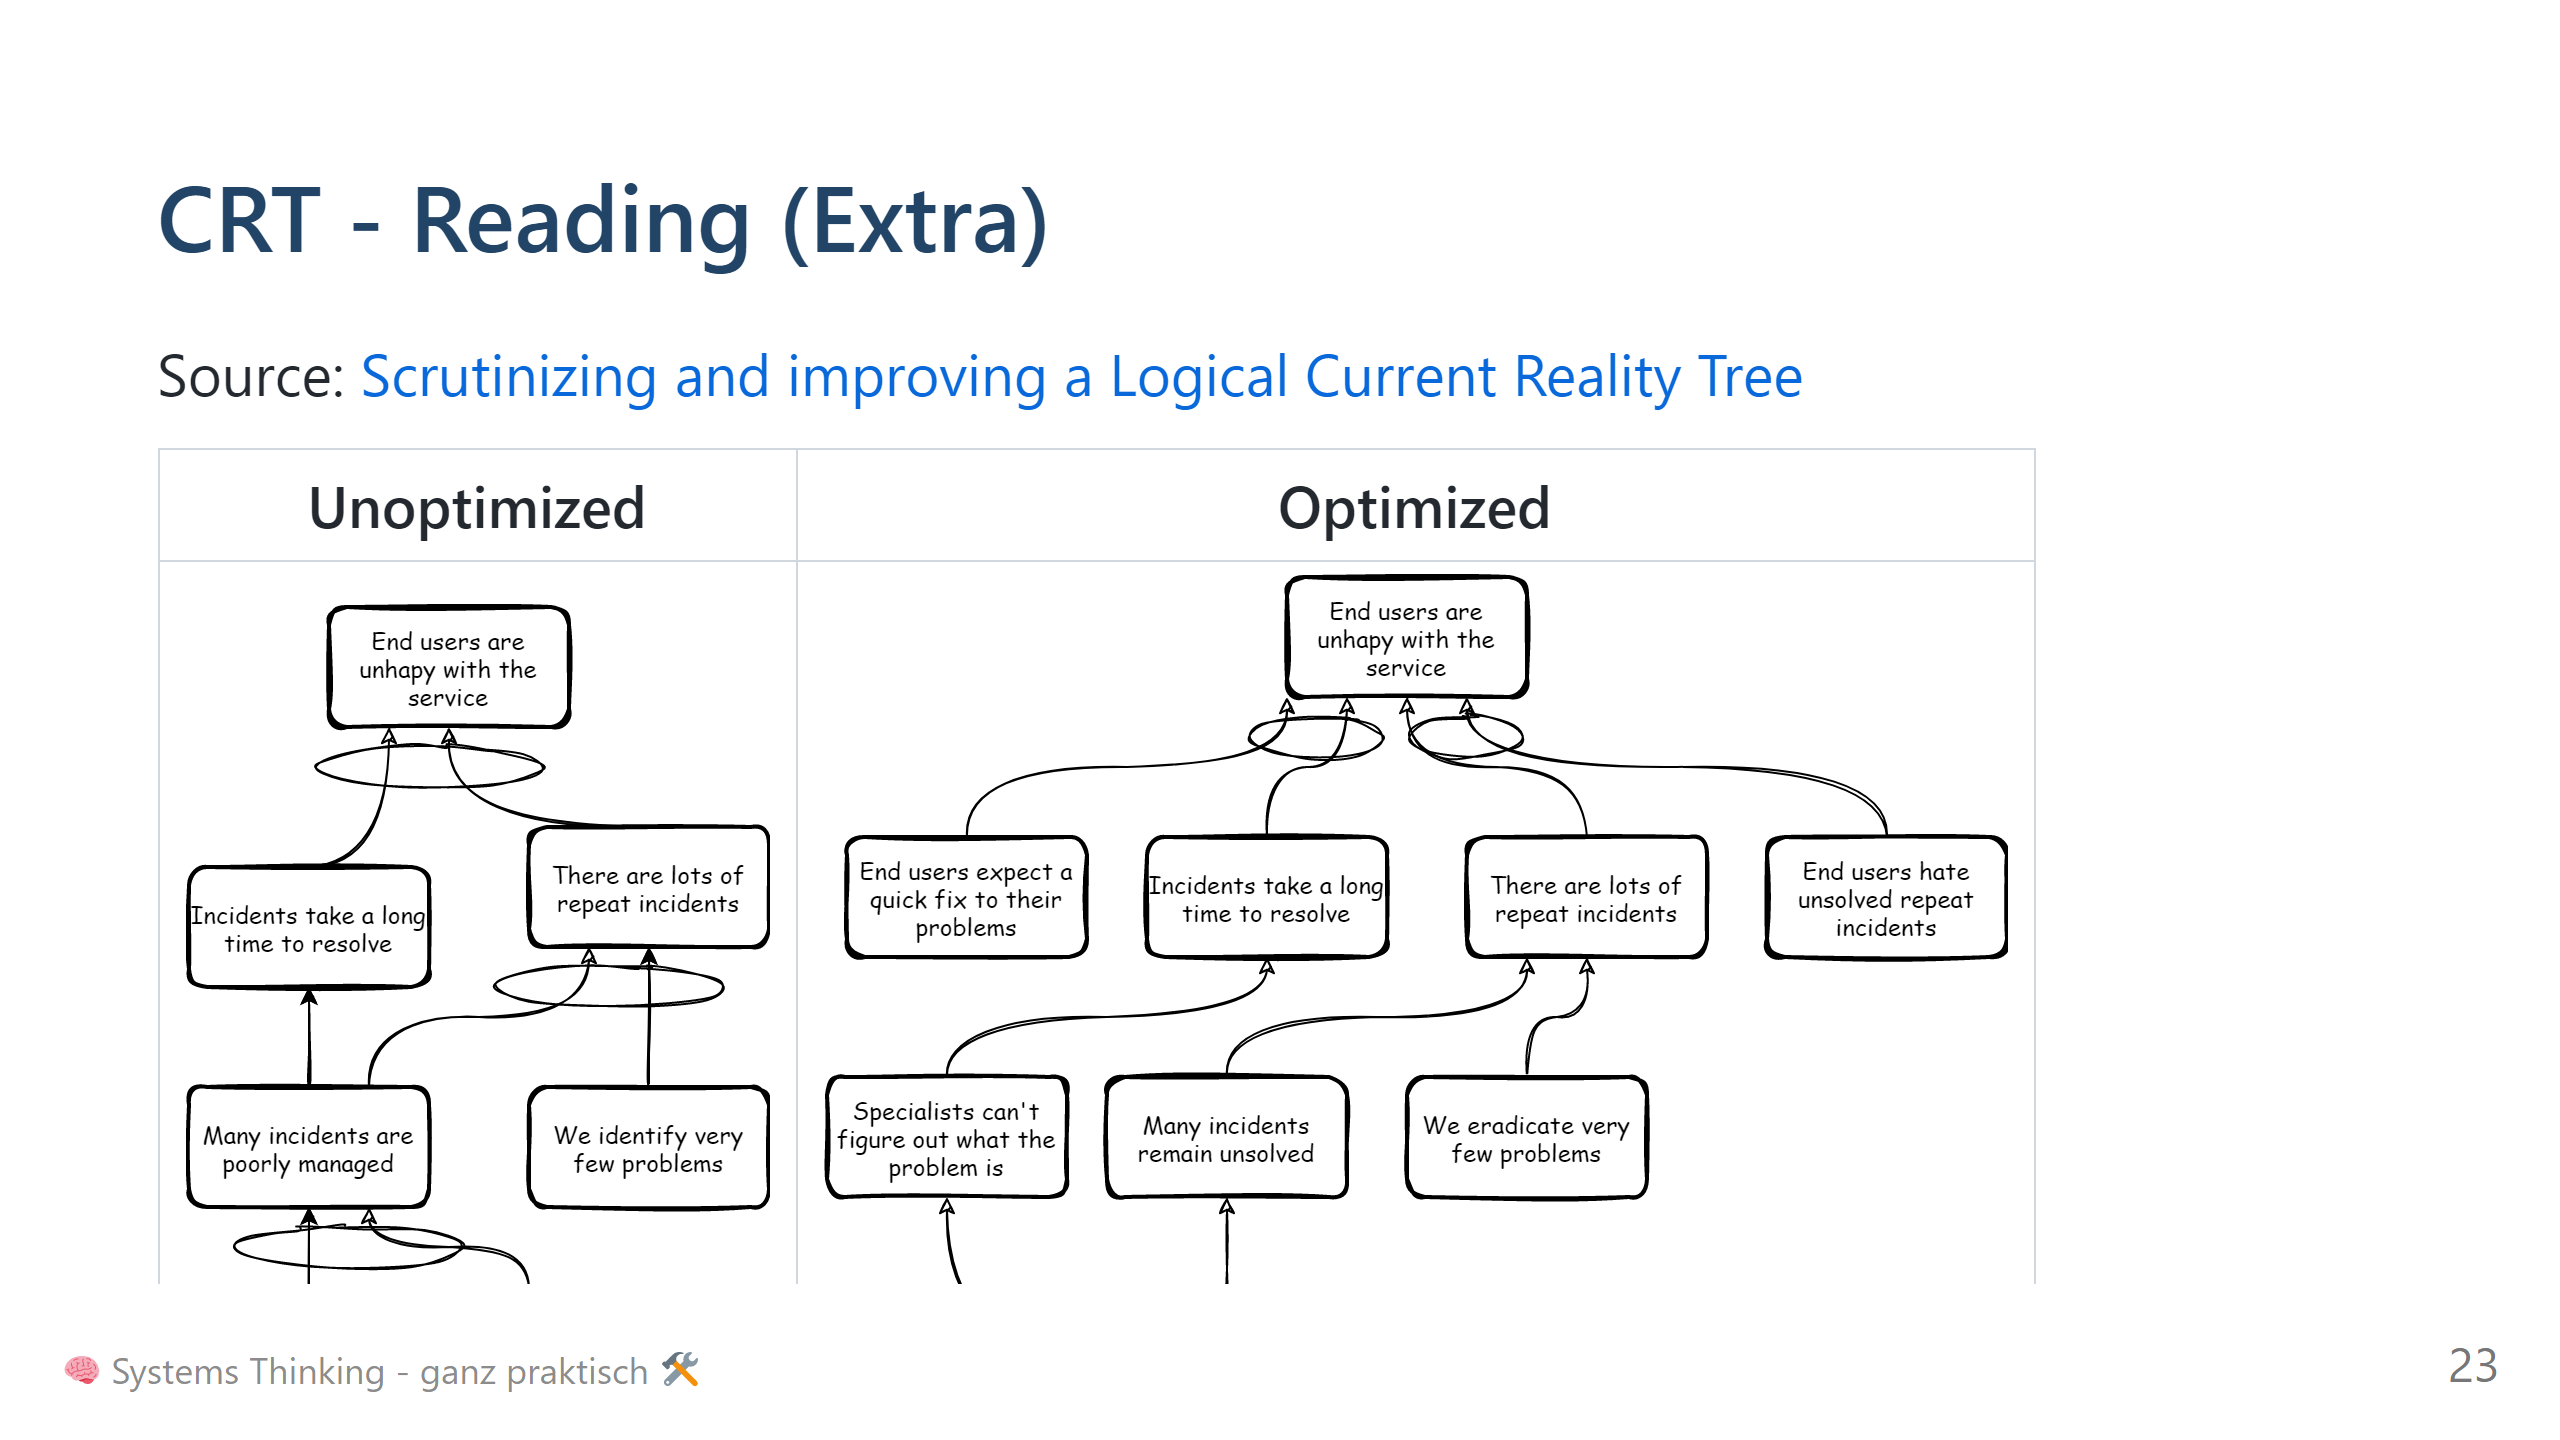 CRT - Reading (Extra)
Source: Scrutinizing and improving a Logical Current Reality Tree
Unoptimized
Optimized
End users are
unhapy with the
service
There are lots of
repeat incidents
Incidents take a long
time to resolve
Many incidents are
poorly managed
We identify very
few problems
End users are
unhapy with the
service
End users expect a
quick fix to their
problems
Incidents take a long
time to resolve
There are lots of
repeat incidents
End users hate
unsolved repeat
incidents
Specialists can't
figure out what the
problem is
Many incidents
remain unsolved
We eradicate very
few problems
🧠 Systems Thinking - ganz praktisch 🛠️
23